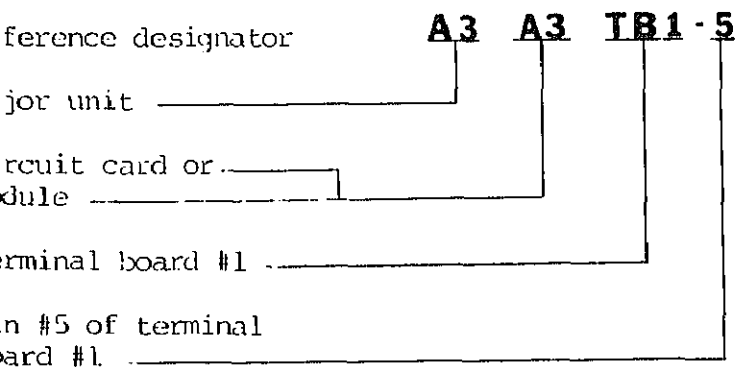 ference designator A3 A3 TB1-5
jor unit
rcuit card or
dule
erminal board #1
n #5 of terminal
ard #1